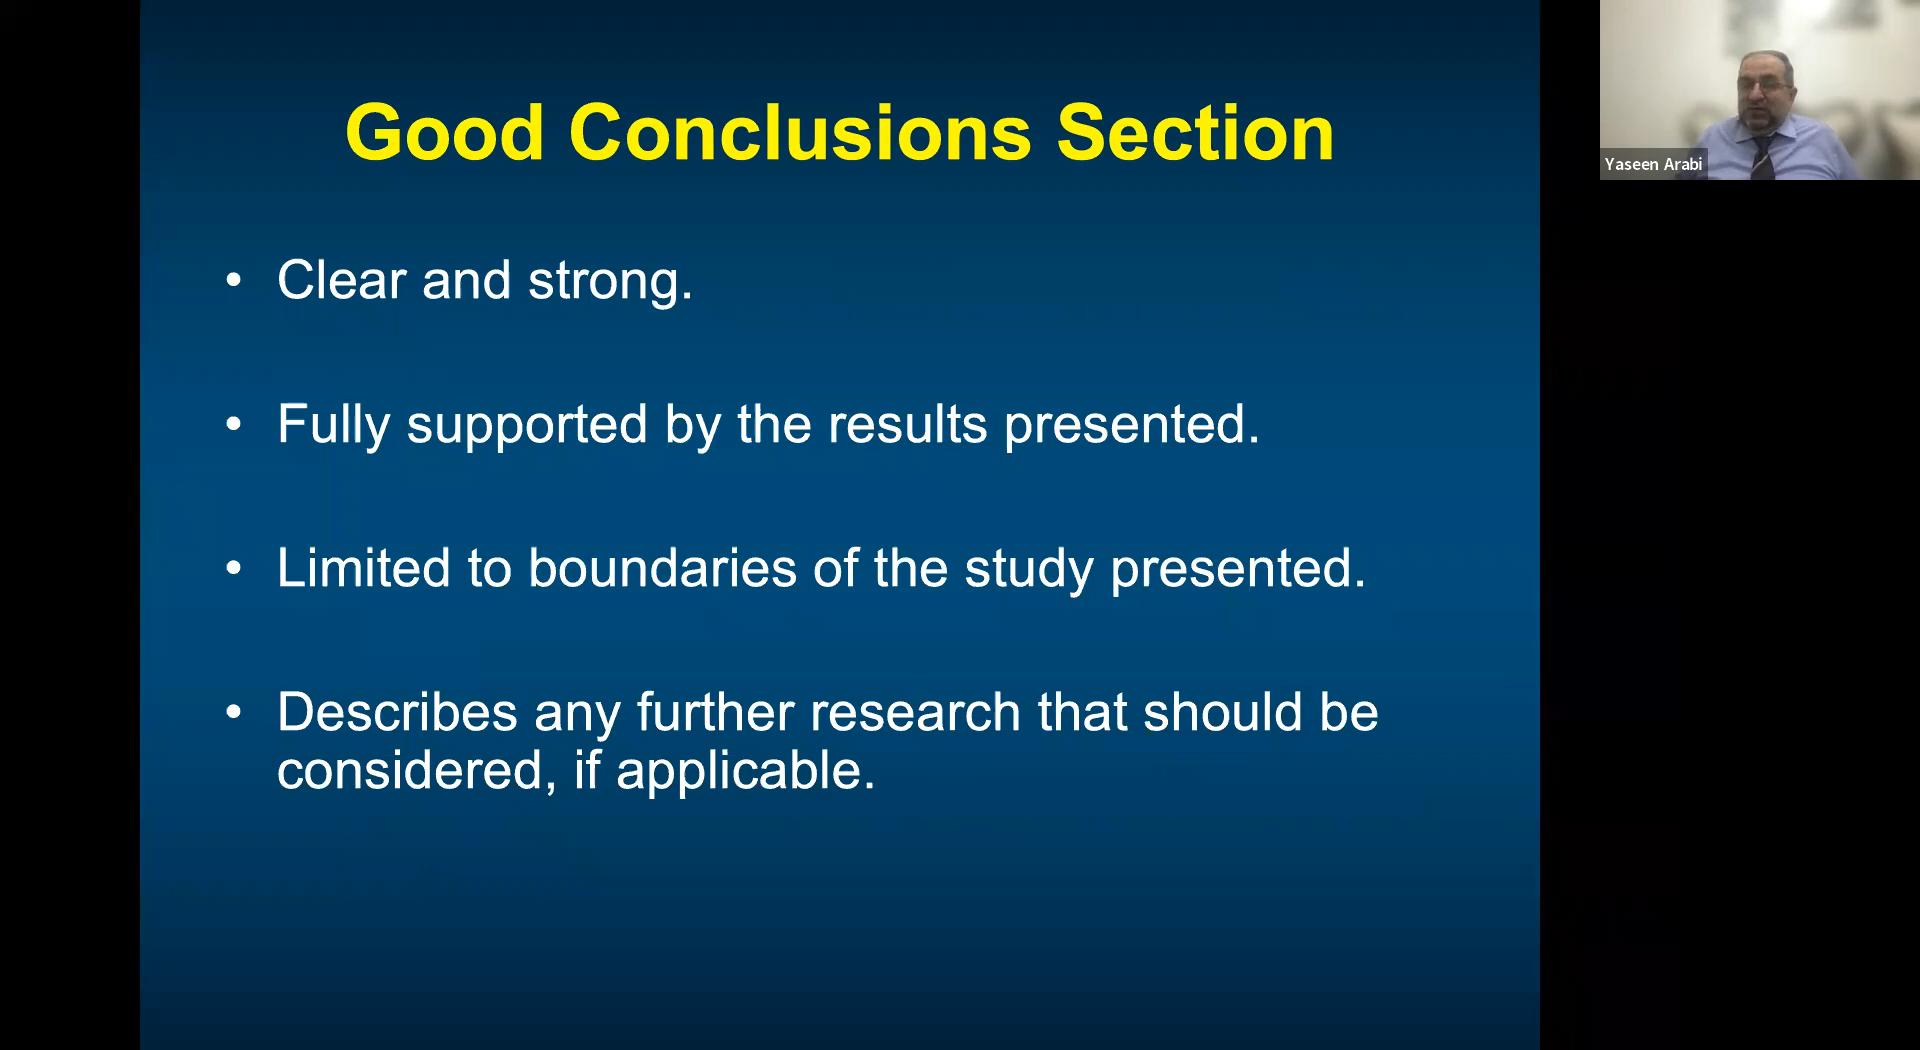 Good Conclusions Section
• Clear and strong.
• Fully supported by the results presented.
• Limited to boundaries of the study presented.
• Describes any further research that should be
considered, if applicable.
Yaseen Arabi